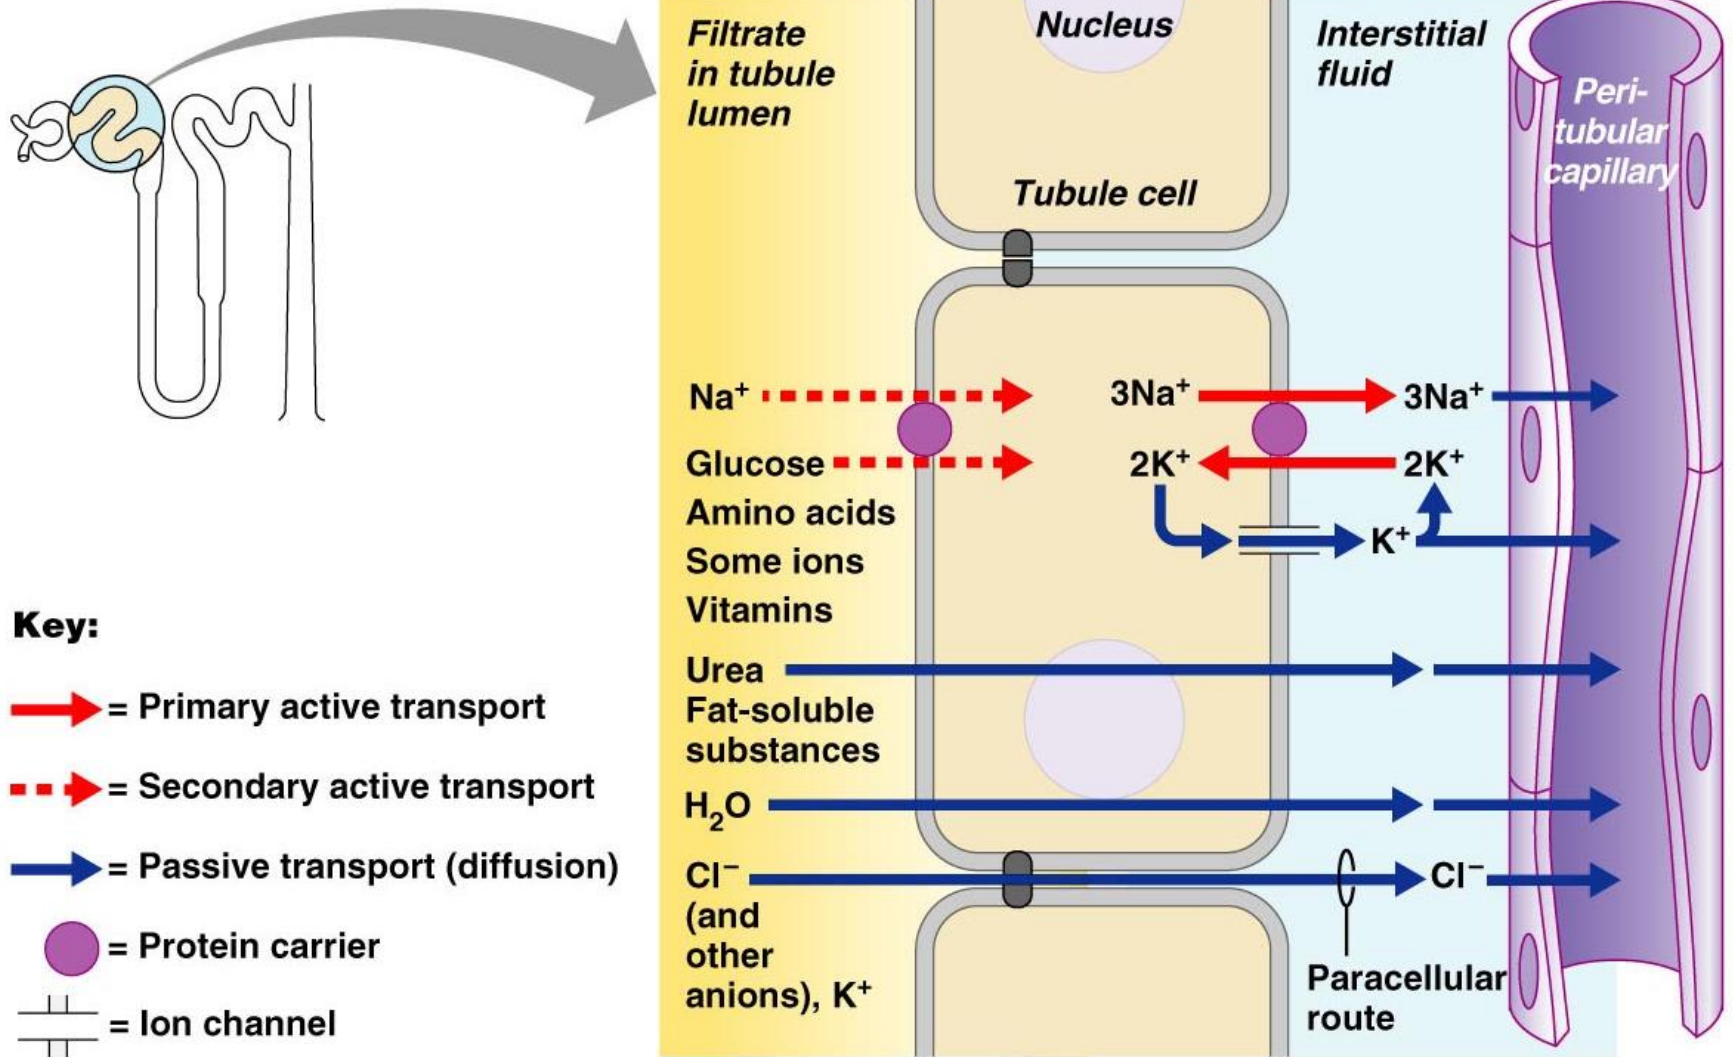 Filtrate
in tubule
lumen
Nucleus
Interstitial
fluid
Peri-
tubular
capillary
Tubule cell
Na⁺
3Na⁺
3Na⁺
Glucose
2K⁺
2K⁺
Amino acids
Some ions
K⁺
Vitamins
Urea
Fat-soluble
substances
H₂O
Cl⁻
Cl⁻
(and
other
anions), K⁺
Paracellular
route
Key:
= Primary active transport
= Secondary active transport
= Passive transport (diffusion)
= Protein carrier
= Ion channel